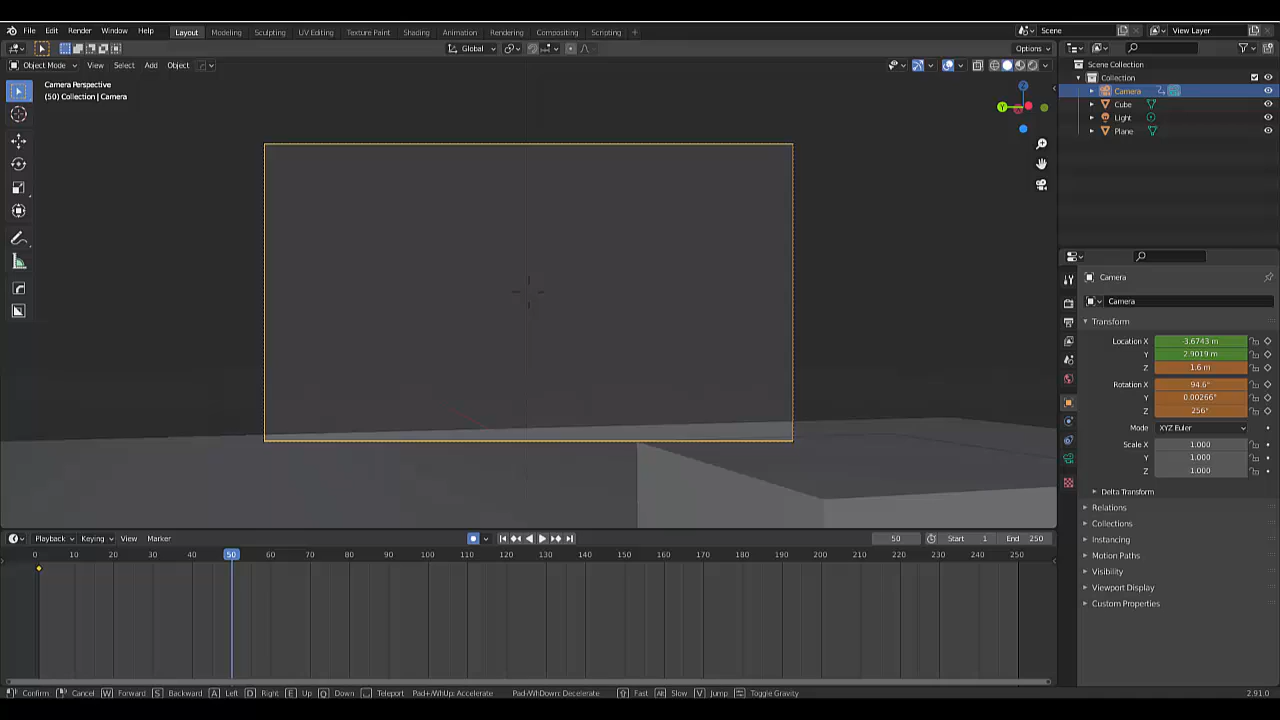 File Edit Render Window Help Layout Modeling Sculpting UV Editing Texture Paint Shading Animation Rendering Compositing Scripting + Scene View Layer
Global Options
Object Mode View Select Add Object
Camera Perspective
(50) Collection | Camera
Y
Z
Scene Collection
Collection
Camera
Cube
Light
Plane
Camera
Camera
Transform
Location X -3.6743 m
Y 2.9019 m
Z 1.6 m
Rotation X 94.6°
Y 0.00266°
Z 256°
Mode XYZ Euler
Scale X 1.000
Y 1.000
Z 1.000
Delta Transform
Relations
Collections
Instancing
Motion Paths
Visibility
Viewport Display
Custom Properties
Playback Keying View Marker 50 Start 1 End 250
0 10 20 30 40 50 60 70 80 90 100 110 120 130 140 150 160 170 180 190 200 210 220 230 240 250
Confirm Cancel W Forward S Backward A Left D Right E Up Q Down Teleport Pad+/WhUp: Accelerate Pad-/WhDown: Decelerate Fast Alt Slow V Jump Toggle Gravity 2.91.0